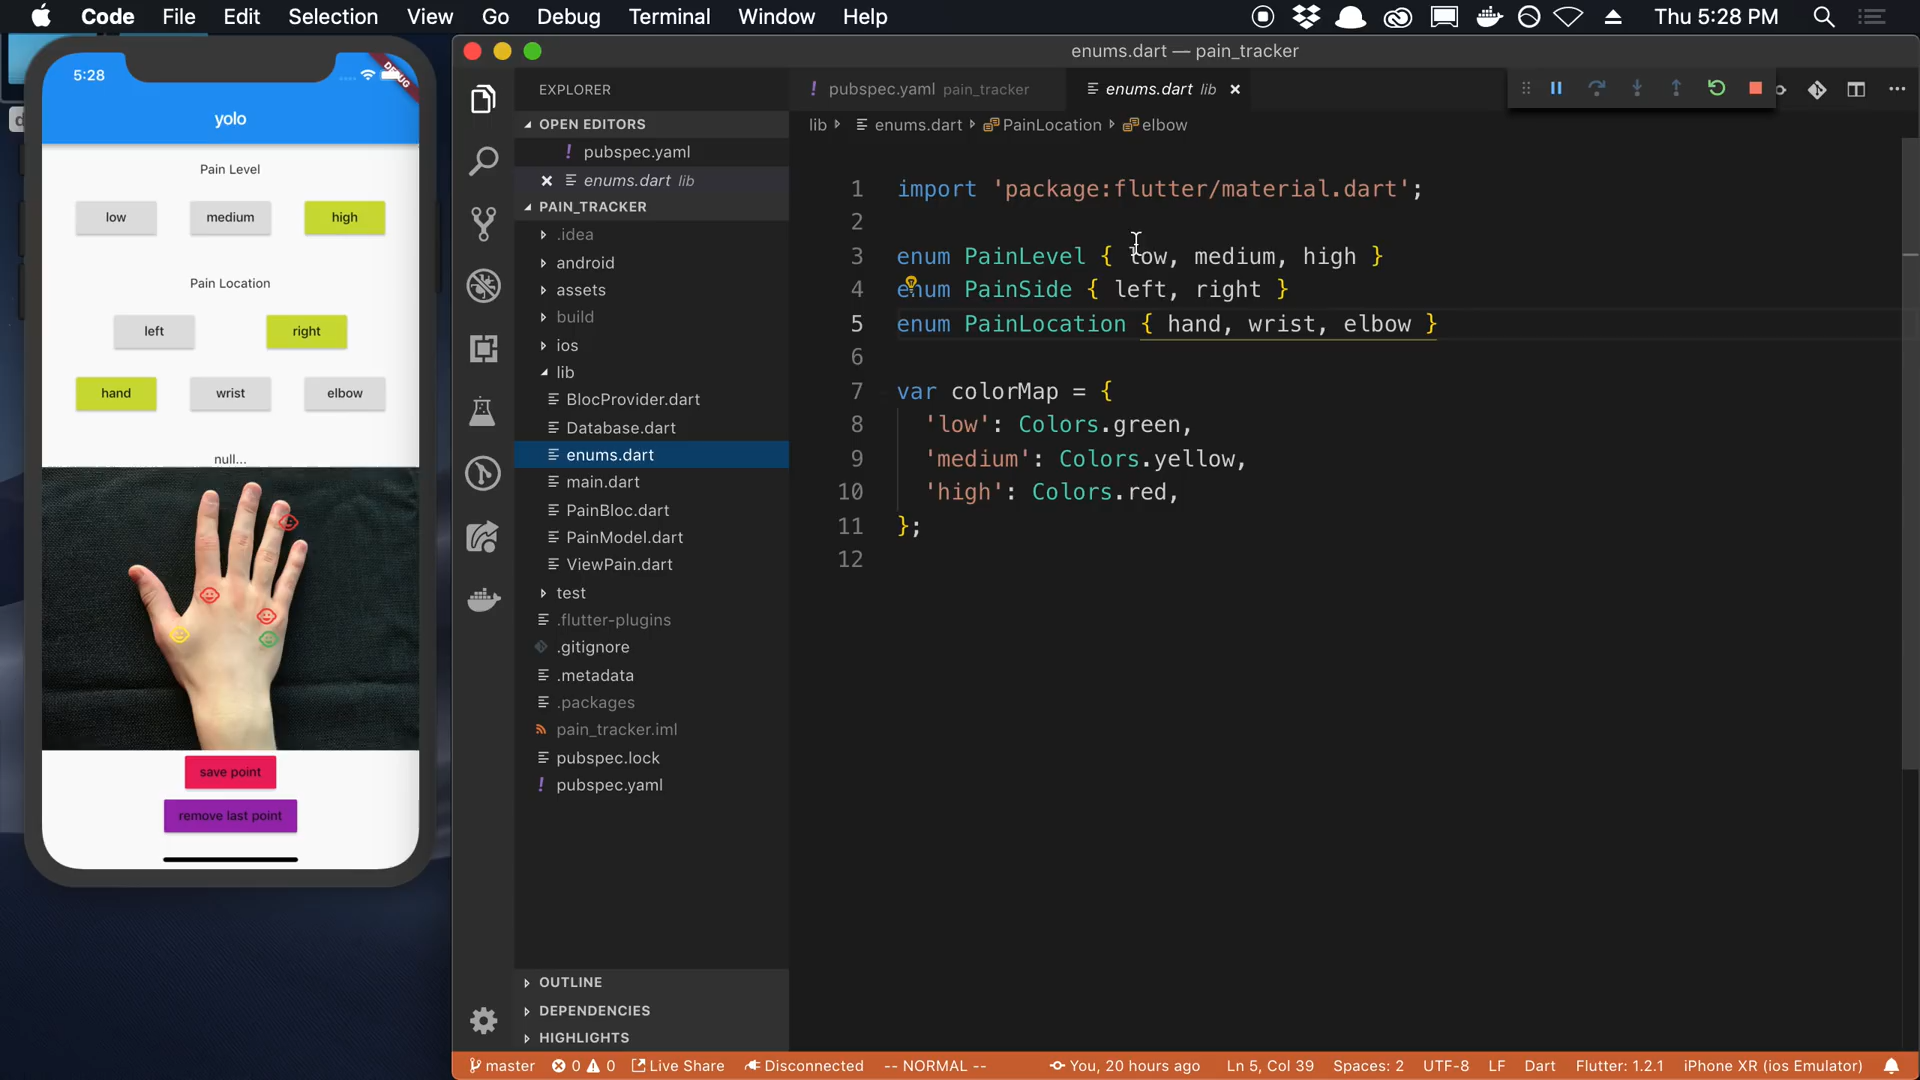 Code File Edit Selection View Go Debug Terminal Window Help
Thu 5:28 PM
5:28
DEBUG
yolo
Pain Level
low medium high
Pain Location
left right
hand wrist elbow
null...
save point
remove last point
enums.dart — pain_tracker
EXPLORER
OPEN EDITORS
! pubspec.yaml
enums.dart lib
PAIN_TRACKER
.idea
android
assets
build
ios
lib
BlocProvider.dart
Database.dart
enums.dart
main.dart
PainBloc.dart
PainModel.dart
ViewPain.dart
test
.flutter-plugins
.gitignore
.metadata
.packages
pain_tracker.iml
pubspec.lock
! pubspec.yaml
OUTLINE
DEPENDENCIES
HIGHLIGHTS
! pubspec.yaml pain_tracker
enums.dart lib
lib enums.dart PainLocation elbow
1 import 'package:flutter/material.dart';
2
3 enum PainLevel { low, medium, high }
4 enum PainSide { left, right }
5 enum PainLocation { hand, wrist, elbow }
6
7 var colorMap = {
8 'low': Colors.green,
9 'medium': Colors.yellow,
10 'high': Colors.red,
11 };
12
master 0 0 Live Share Disconnected -- NORMAL -- You, 20 hours ago Ln 5, Col 39 Spaces: 2 UTF-8 LF Dart Flutter: 1.2.1 iPhone XR (ios Emulator)